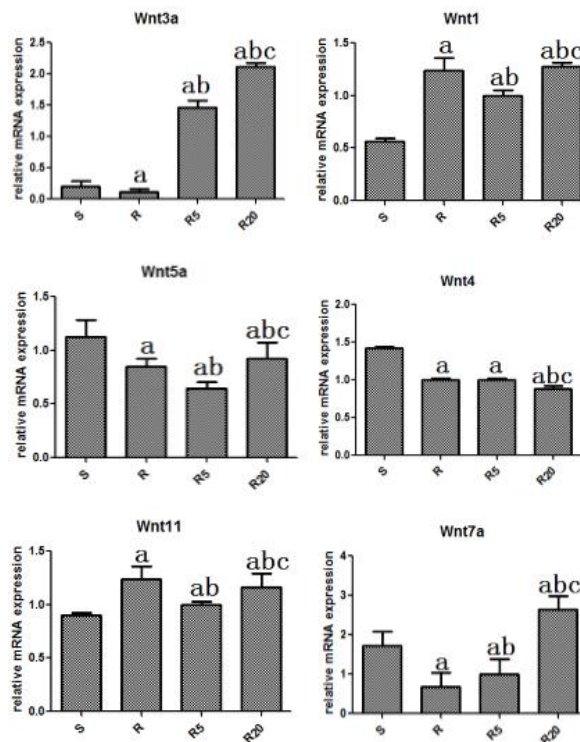 Wnt3a
relative mRNA expression
2.5
2.0
1.5
1.0
0.5
0.0
a
ab
abc
S
R
R5
R20
Wnt1
relative mRNA expression
1.5
1.0
0.5
0.0
a
ab
abc
S
R
R5
R20
Wnt5a
relative mRNA expression
1.5
1.0
0.5
0.0
a
ab
abc
S
R
R5
R20
Wnt4
relative mRNA expression
2.0
1.5
1.0
0.5
0.0
a
a
abc
S
R
R5
R20
Wnt11
relative mRNA expression
1.5
1.0
0.5
0.0
a
ab
abc
S
R
R5
R20
Wnt7a
relative mRNA expression
4
3
2
1
0
a
ab
abc
S
R
R5
R20